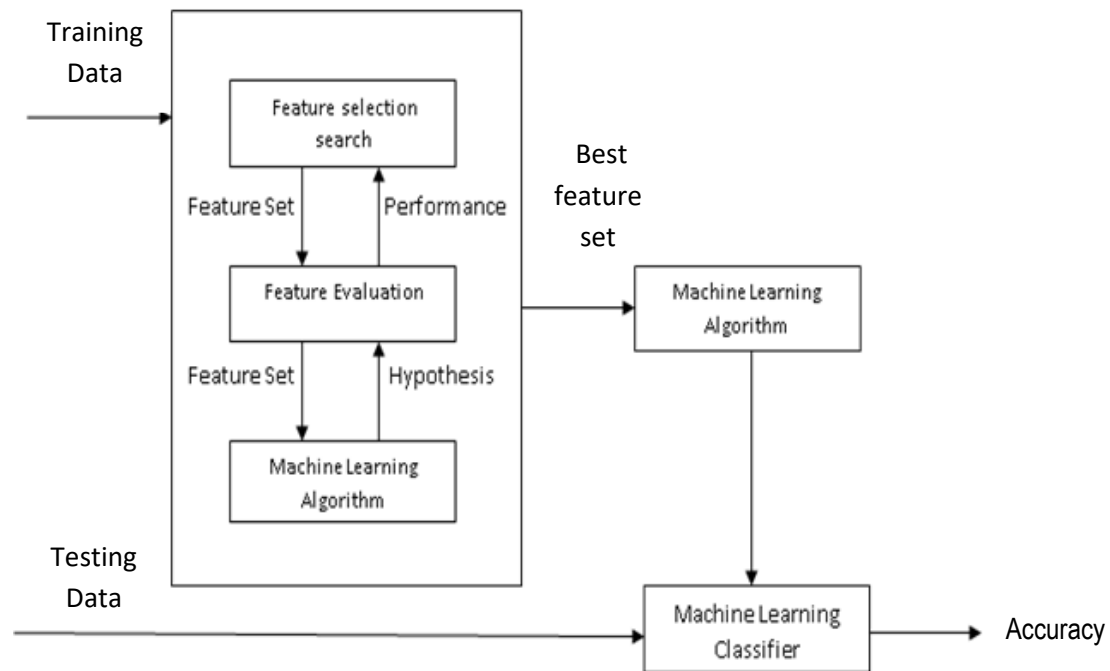 Training
Data
Feature selection
search
Feature Set
Performance
Feature Evaluation
Feature Set
Hypothesis
Machine Learning
Algorithm
Best
feature
set
Machine Learning
Algorithm
Testing
Data
Machine Learning
Classifier
Accuracy